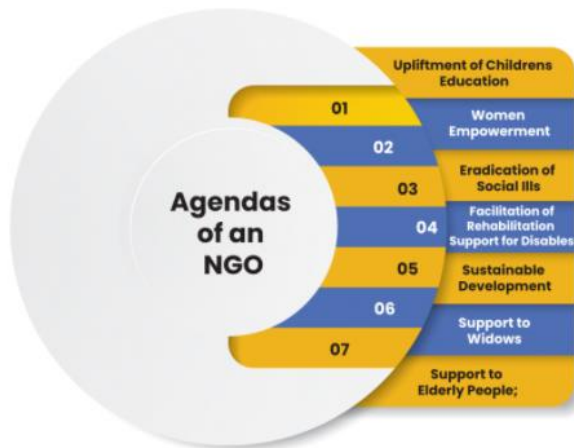 Agendas
of an
NGO
01
Upliftment of Childrens
Education
02
Women
Empowerment
03
Eradication of
Social Ills
04
Facilitation of
Rehabilitation
Support for Disables
05
Sustainable
Development
06
Support to
Widows
07
Support to
Elderly People;